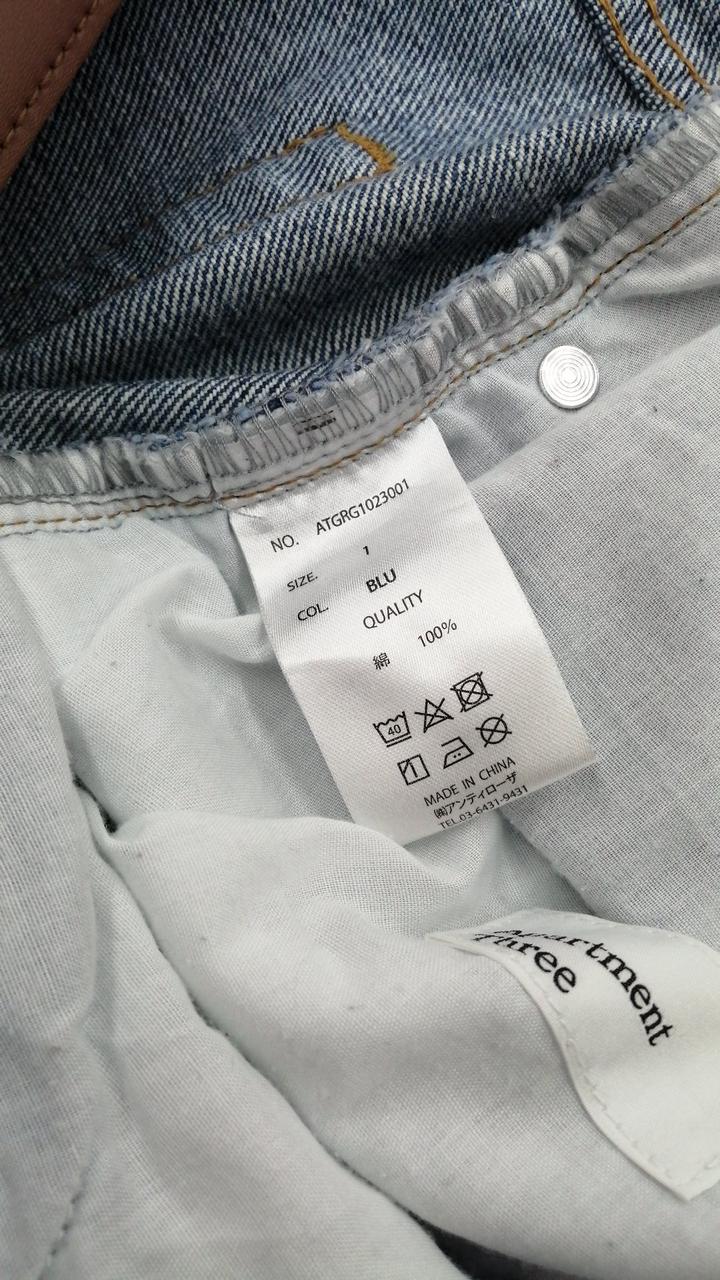 NO. ATGRG1023001
SIZE. 1
COL. BLU
QUALITY
綿 100%
40
MADE IN CHINA
㈱アンティローザ
TEL.03-6431-9431
Three